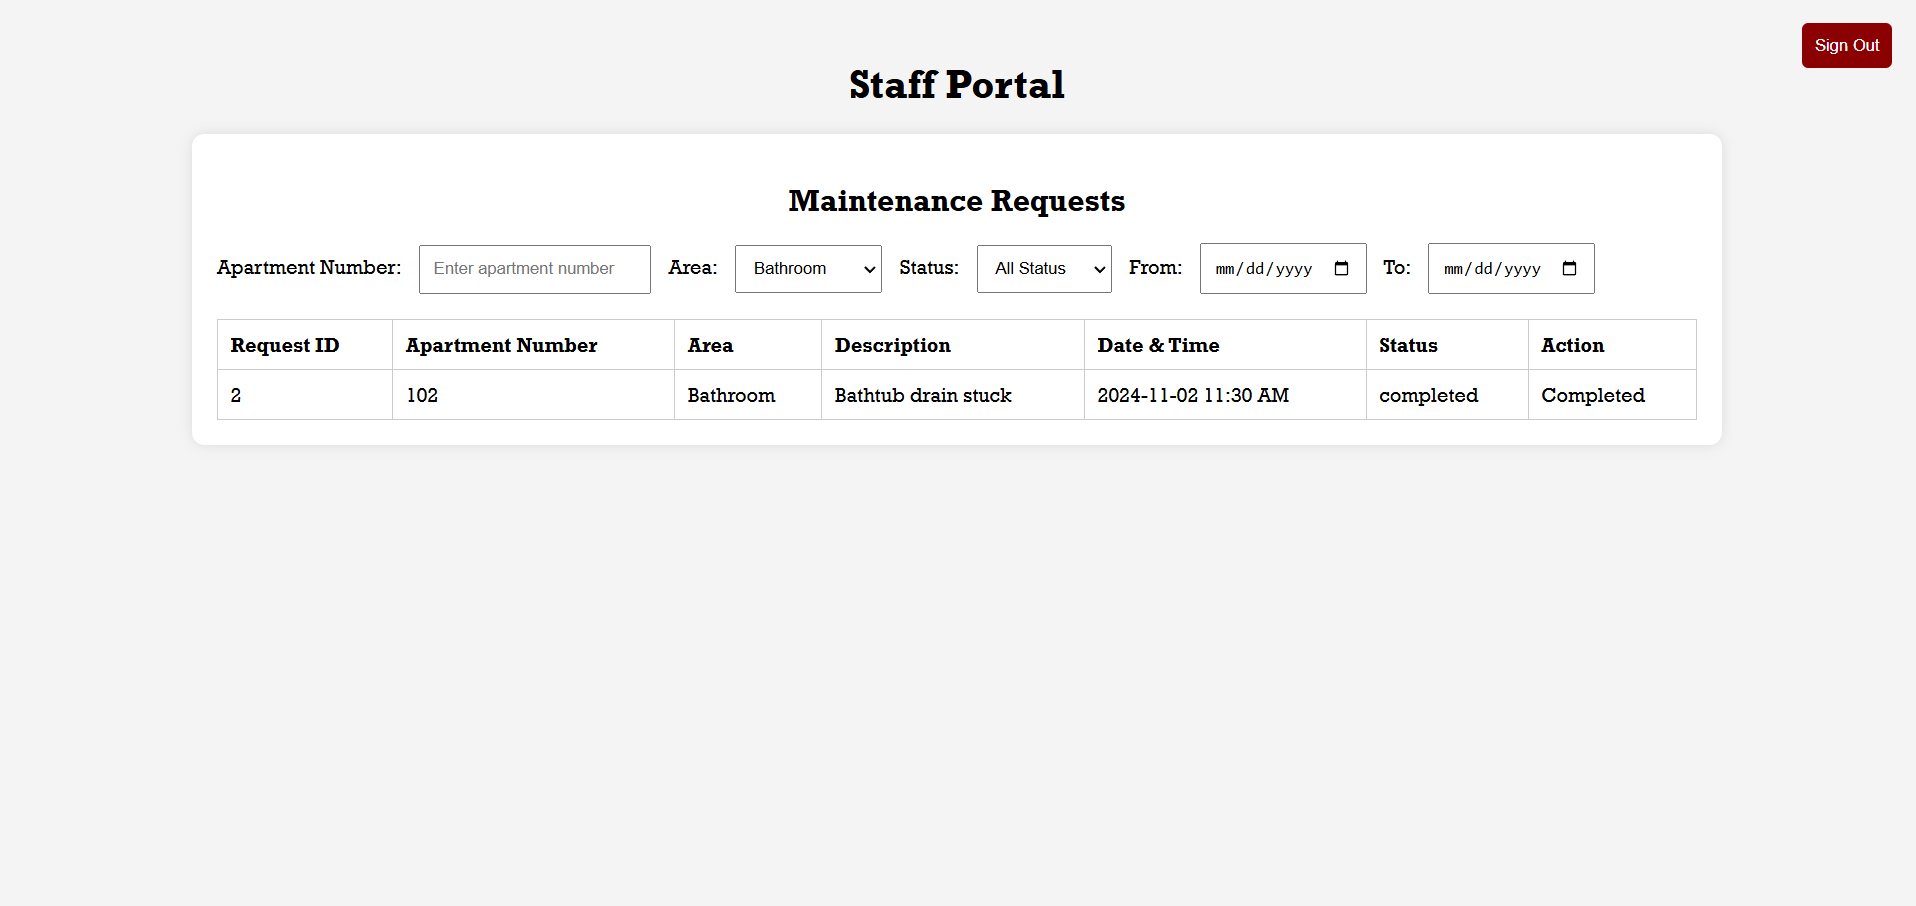 Sign Out
Staff Portal
Maintenance Requests
Apartment Number: Enter apartment number Area: Bathroom Status: All Status From: mm/dd/yyyy To: mm/dd/yyyy
Request ID Apartment Number Area Description Date & Time Status Action
2 102 Bathroom Bathtub drain stuck 2024-11-02 11:30 AM completed Completed